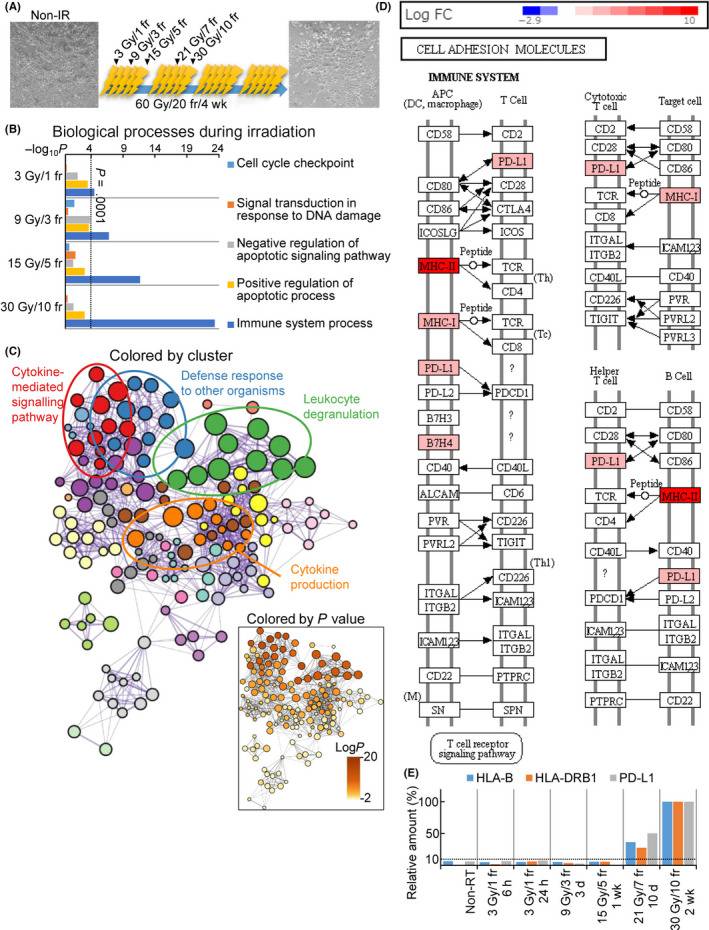 (A)
Non-IR
3 Gy/1 fr
9 Gy/3 fr
15 Gy/5 fr
21 Gy/7 fr
30 Gy/10 fr
60 Gy/20 fr/4 wk
(B)
Biological processes during irradiation
–log₁₀P
0
4
8
12
16
20
24
P = .0001
3 Gy/1 fr
9 Gy/3 fr
15 Gy/5 fr
30 Gy/10 fr
Cell cycle checkpoint
Signal transduction in
response to DNA damage
Negative regulation of
apoptotic signaling pathway
Positive regulation of
apoptotic process
Immune system process
(C)
Colored by cluster
Cytokine-
mediated
signalling
pathway
Defense response
to other organisms
Leukocyte
degranulation
Cytokine
production
Colored by P value
LogP
20
-2
(D)
Log FC
−2.9
10
CELL ADHESION MOLECULES
IMMUNE SYSTEM
APC
(DC, macrophage)
T Cell
CD58
CD2
PD-L1
CD80
CD28
CD86
CTLA4
ICOSLG
ICOS
Peptide
MHC-II
TCR
(Th)
CD4
Peptide
MHC-I
TCR
(Tc)
CD8
PD-L1
?
PD-L2
PDCD1
B7H3
?
B7H4
?
CD40
CD40L
ALCAM
CD6
PVR
CD226
PVRL2
TIGIT
(Th1)
CD226
ITGAL
ITGB2
ICAM123
ICAM123
ITGAL
ITGB2
CD22
PTPRC
(M)
SN
SPN
T cell receptor
signaling pathway
Cytotoxic
T cell
Target cell
CD2
CD58
CD28
CD80
PD-L1
CD86
Peptide
TCR
MHC-I
CD8
ITGAL
ITGB2
ICAM123
CD40L
CD40
CD226
PVR
TIGIT
PVRL2
PVRL3
Helper
T cell
B Cell
CD2
CD58
CD28
CD80
PD-L1
CD86
Peptide
TCR
MHC-II
CD4
CD40L
CD40
?
PD-L1
PDCD1
PD-L2
ICAM123
ITGAL
ITGB2
ITGAL
ITGB2
ICAM123
PTPRC
CD22
(E)
HLA-B
HLA-DRB1
PD-L1
Relative amount (%)
100
50
10
Non-RT
3 Gy/1 fr
6 h
3 Gy/1 fr
24 h
9 Gy/3 fr
3 d
15 Gy/5 fr
1 wk
21 Gy/7 fr
10 d
30 Gy/10 fr
2 wk